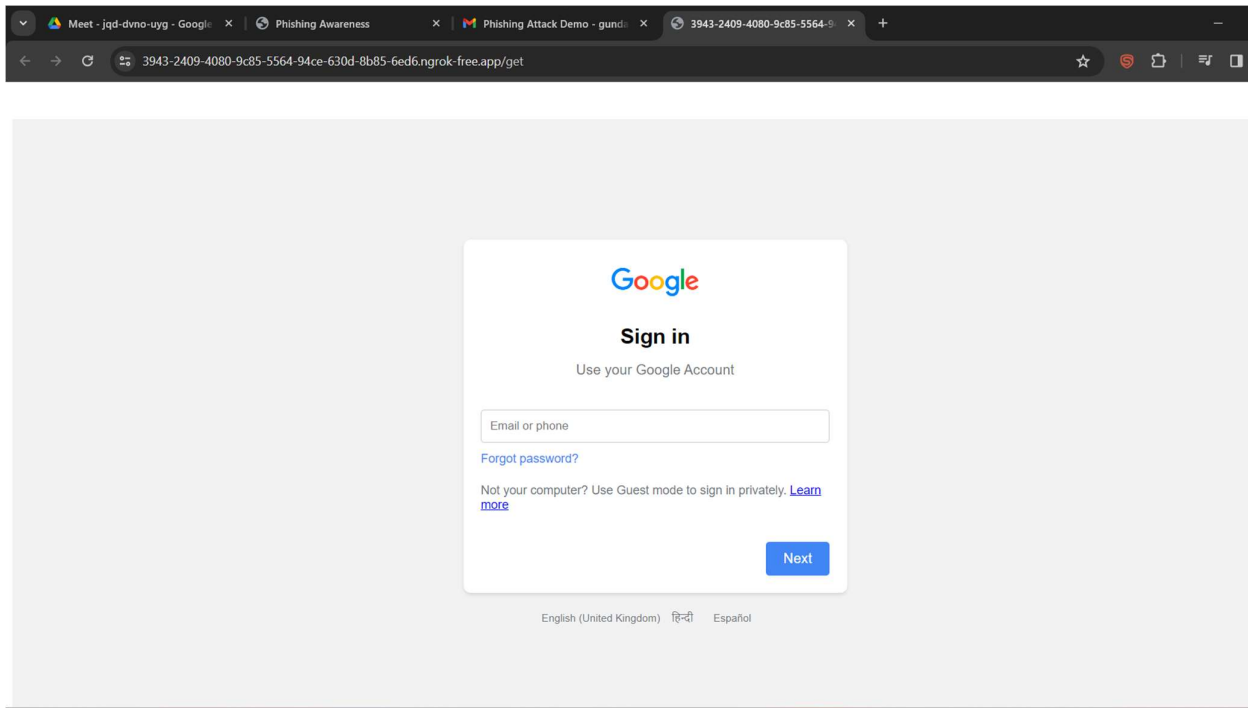 Meet - jqd-dvno-uyg - Google
Phishing Awareness
Phishing Attack Demo - gunda
3943-2409-4080-9c85-5564-9
3943-2409-4080-9c85-5564-94ce-630d-8b85-6ed6.ngrok-free.app/get
Google
Sign in
Use your Google Account
Email or phone
Forgot password?
Not your computer? Use Guest mode to sign in privately. Learn
more
Next
English (United Kingdom) हिन्दी Español